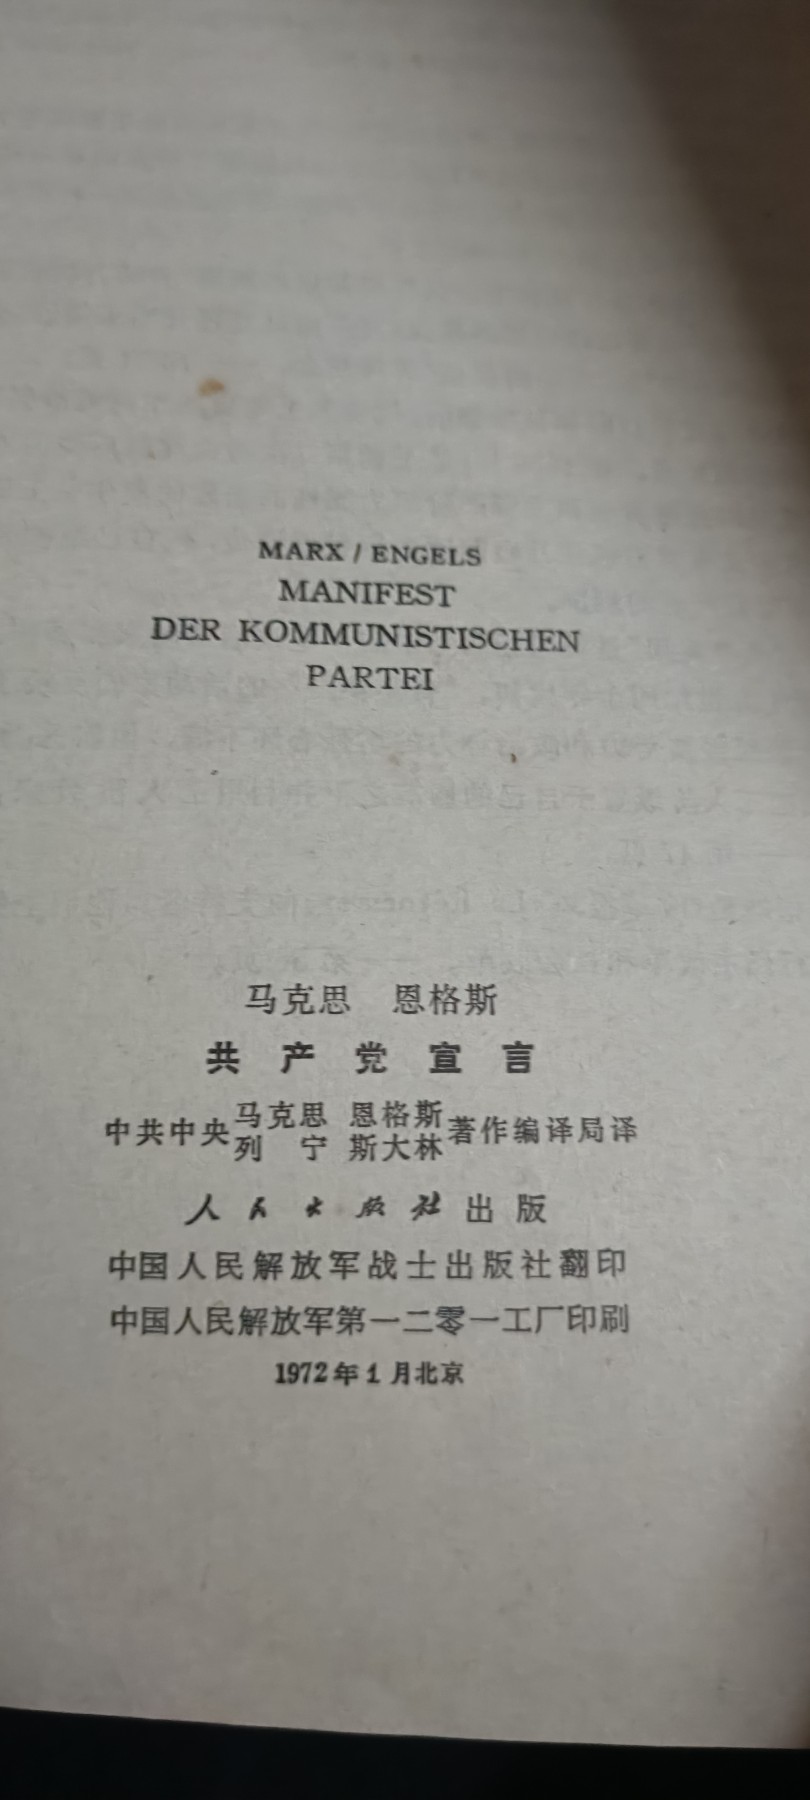 MARX / ENGELS
MANIFEST
DER KOMMUNISTISCHEN
PARTEI
马克思 恩格斯
共产党宣言
中共中央马克思 恩格斯 列宁 斯大林著作编译局译
人民出版社出版
中国人民解放军战士出版社翻印
中国人民解放军第一二零一工厂印刷
1972年1月北京